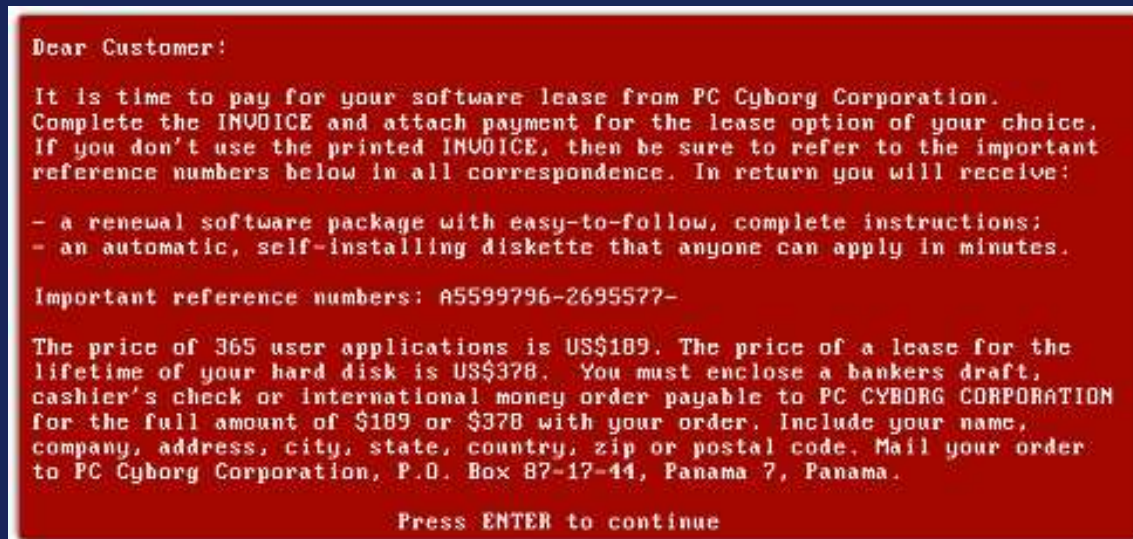 Dear Customer:
It is time to pay for your software lease from PC Cyborg Corporation.
Complete the INVOICE and attach payment for the lease option of your choice.
If you don't use the printed INVOICE, then be sure to refer to the important
reference numbers below in all correspondence. In return you will receive:
- a renewal software package with easy-to-follow, complete instructions;
- an automatic, self-installing diskette that anyone can apply in minutes.
Important reference numbers: A5599796-2695577-
The price of 365 user applications is US$189. The price of a lease for the
lifetime of your hard disk is US$378.  You must enclose a bankers draft,
cashier's check or international money order payable to PC CYBORG CORPORATION
for the full amount of $189 or $378 with your order. Include your name,
company, address, city, state, country, zip or postal code. Mail your order
to PC Cyborg Corporation, P.O. Box 87-17-44, Panama 7, Panama.
Press ENTER to continue